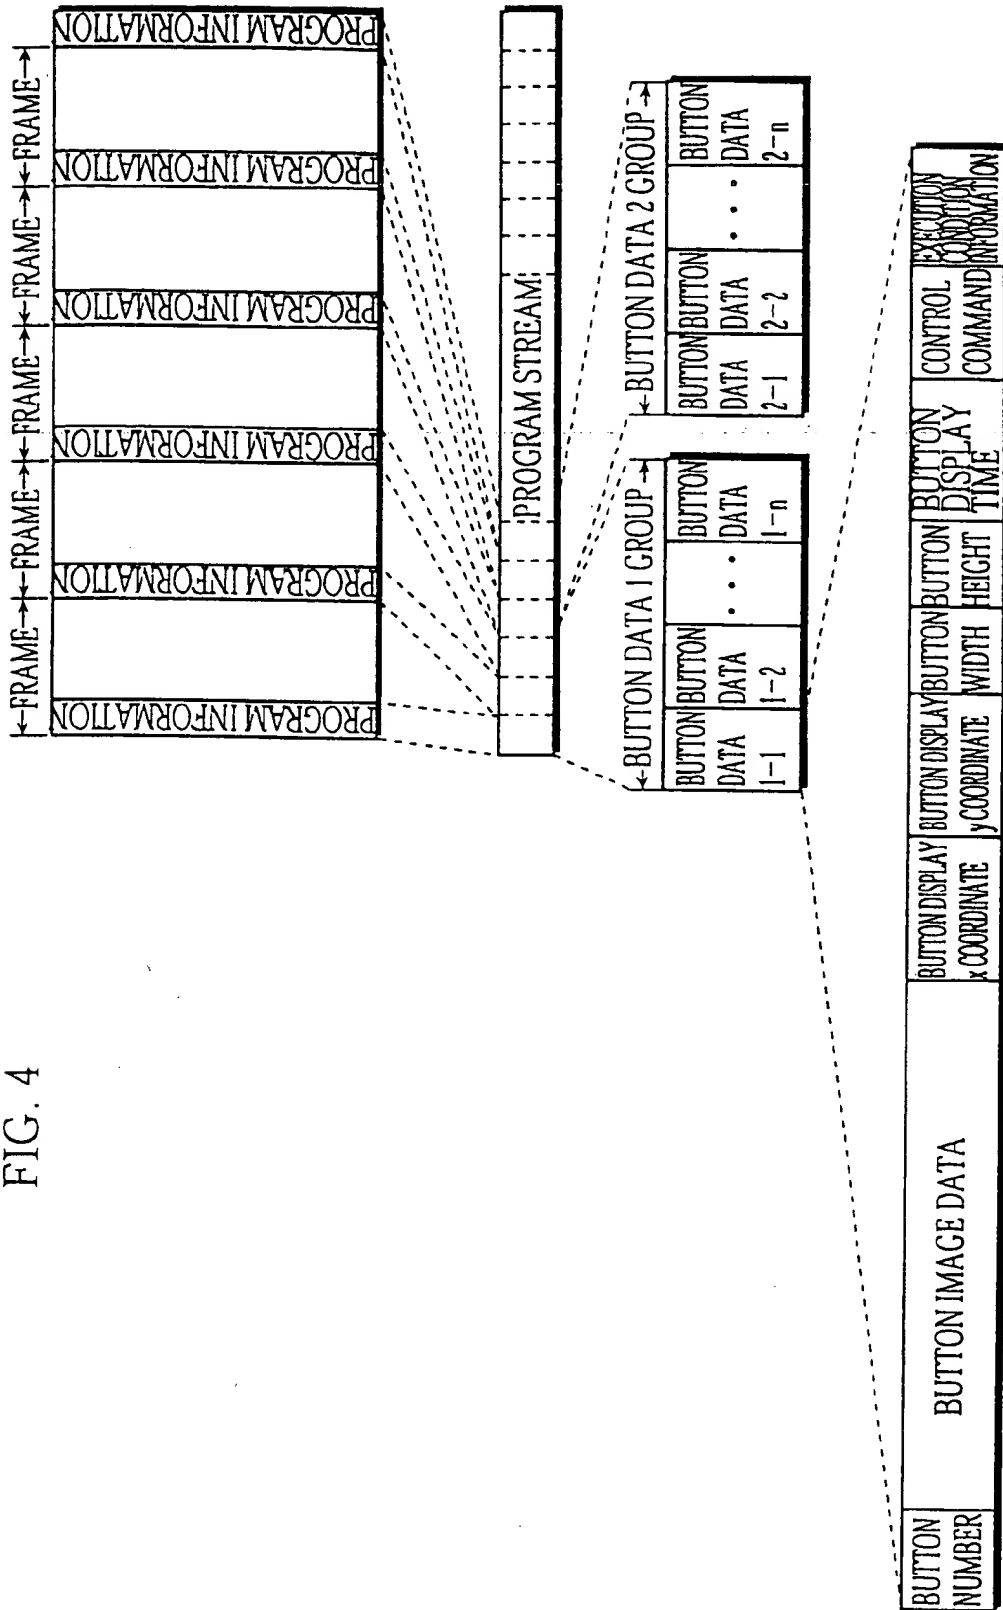 FIG. 4
FRAME FRAME FRAME FRAME FRAME
PROGRAM INFORMATION
PROGRAM INFORMATION
PROGRAM INFORMATION
PROGRAM INFORMATION
PROGRAM INFORMATION
PROGRAM INFORMATION
PROGRAM STREAM
BUTTON DATA 1 GROUP
BUTTON DATA 2 GROUP
BUTTON
DATA
1-1
BUTTON
DATA
1-2
• • •
BUTTON
DATA
1-n
BUTTON
DATA
2-1
BUTTON
DATA
2-2
• • •
BUTTON
DATA
2-n
BUTTON
NUMBER
BUTTON IMAGE DATA
BUTTON DISPLAY
x COORDINATE
BUTTON DISPLAY
y COORDINATE
BUTTON
WIDTH
BUTTON
HEIGHT
BUTTON
DISPLAY
TIME
CONTROL
COMMAND
EXECUTION
CONDITION
INFORMATION